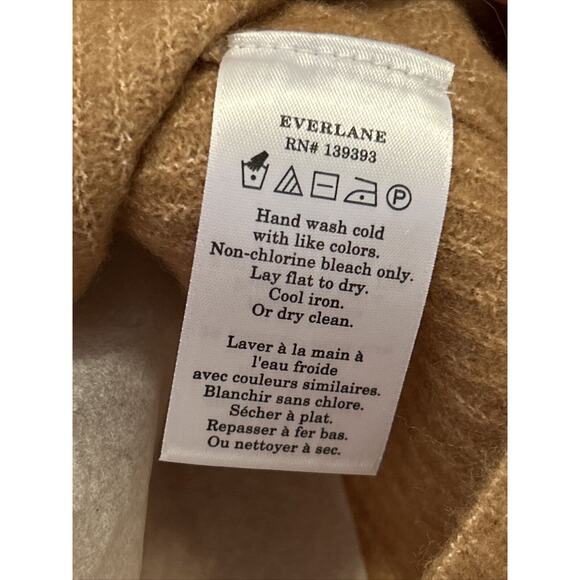 EVERLANE
RN# 139393
P
Hand wash cold
with like colors.
Non-chlorine bleach only.
Lay flat to dry.
Cool iron.
Or dry clean.
Laver à la main à
l'eau froide
avec couleurs similaires.
Blanchir sans chlore.
Sécher à plat.
Repasser à fer bas.
Ou nettoyer à sec.